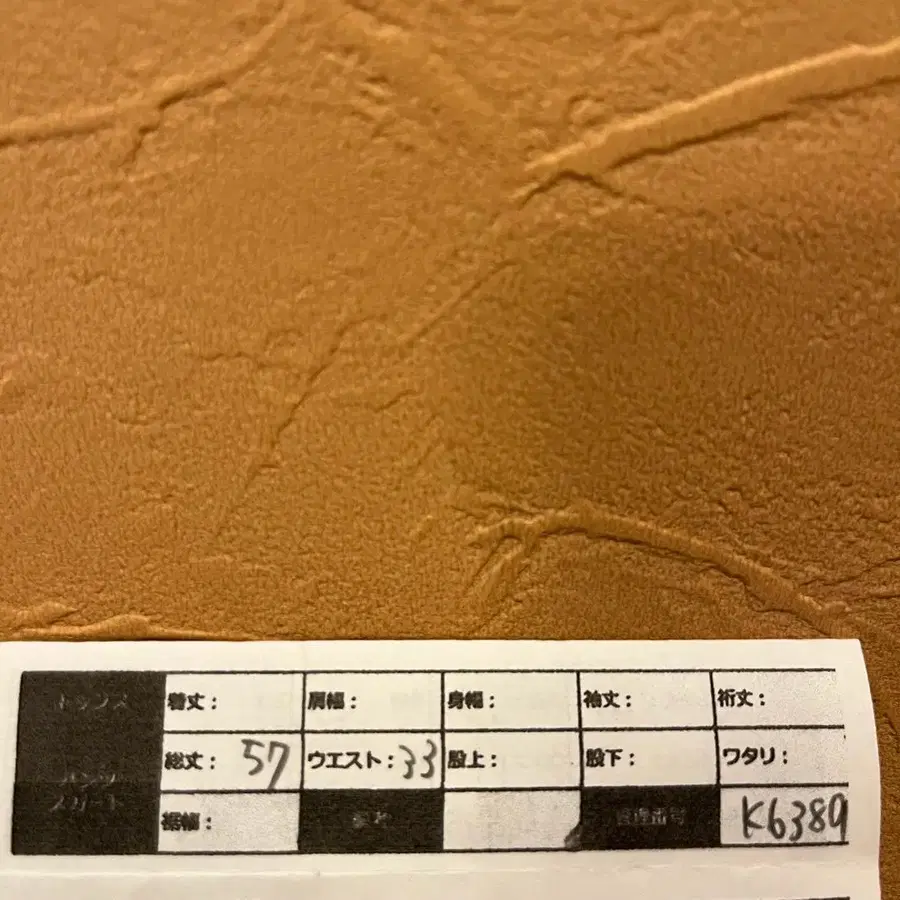 トップス 着丈: 肩幅: 身幅: 袖丈: 裄丈:
パンツ 総丈: 57 ウエスト: 33 股上: 股下: ワタリ:
スカート 裾幅: 管理番号 K6389